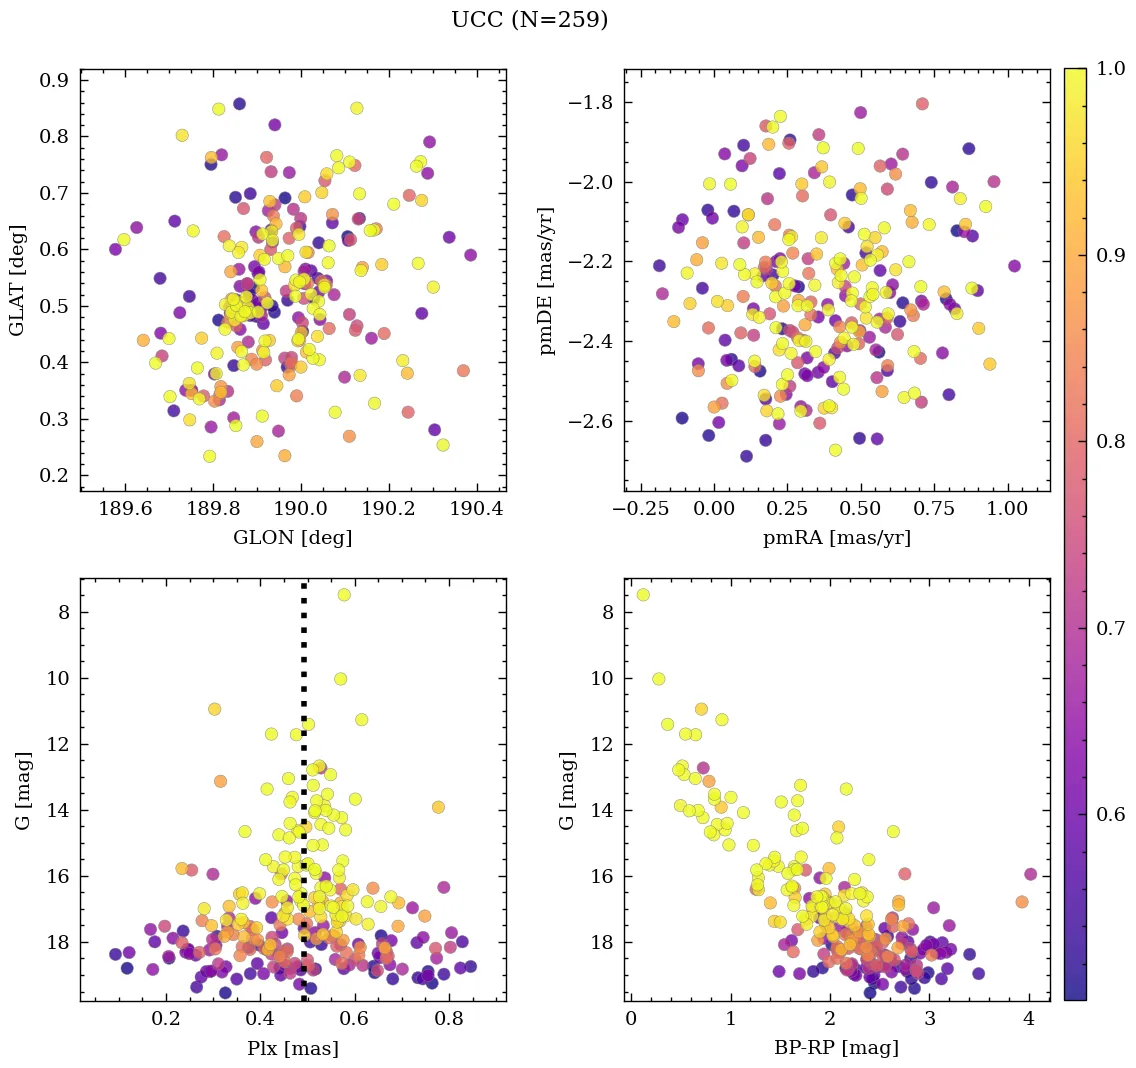 UCC (N=259)
0.9
0.8
0.7
0.6
0.5
0.4
0.3
0.2
GLAT [deg]
189.6 189.8 190.0 190.2 190.4
GLON [deg]
−1.8
−2.0
−2.2
−2.4
−2.6
pmDE [mas/yr]
−0.25 0.00 0.25 0.50 0.75 1.00
pmRA [mas/yr]
8
10
12
14
16
18
G [mag]
0.2 0.4 0.6 0.8
Plx [mas]
8
10
12
14
16
18
G [mag]
0 1 2 3 4
BP-RP [mag]
1.0
0.9
0.8
0.7
0.6